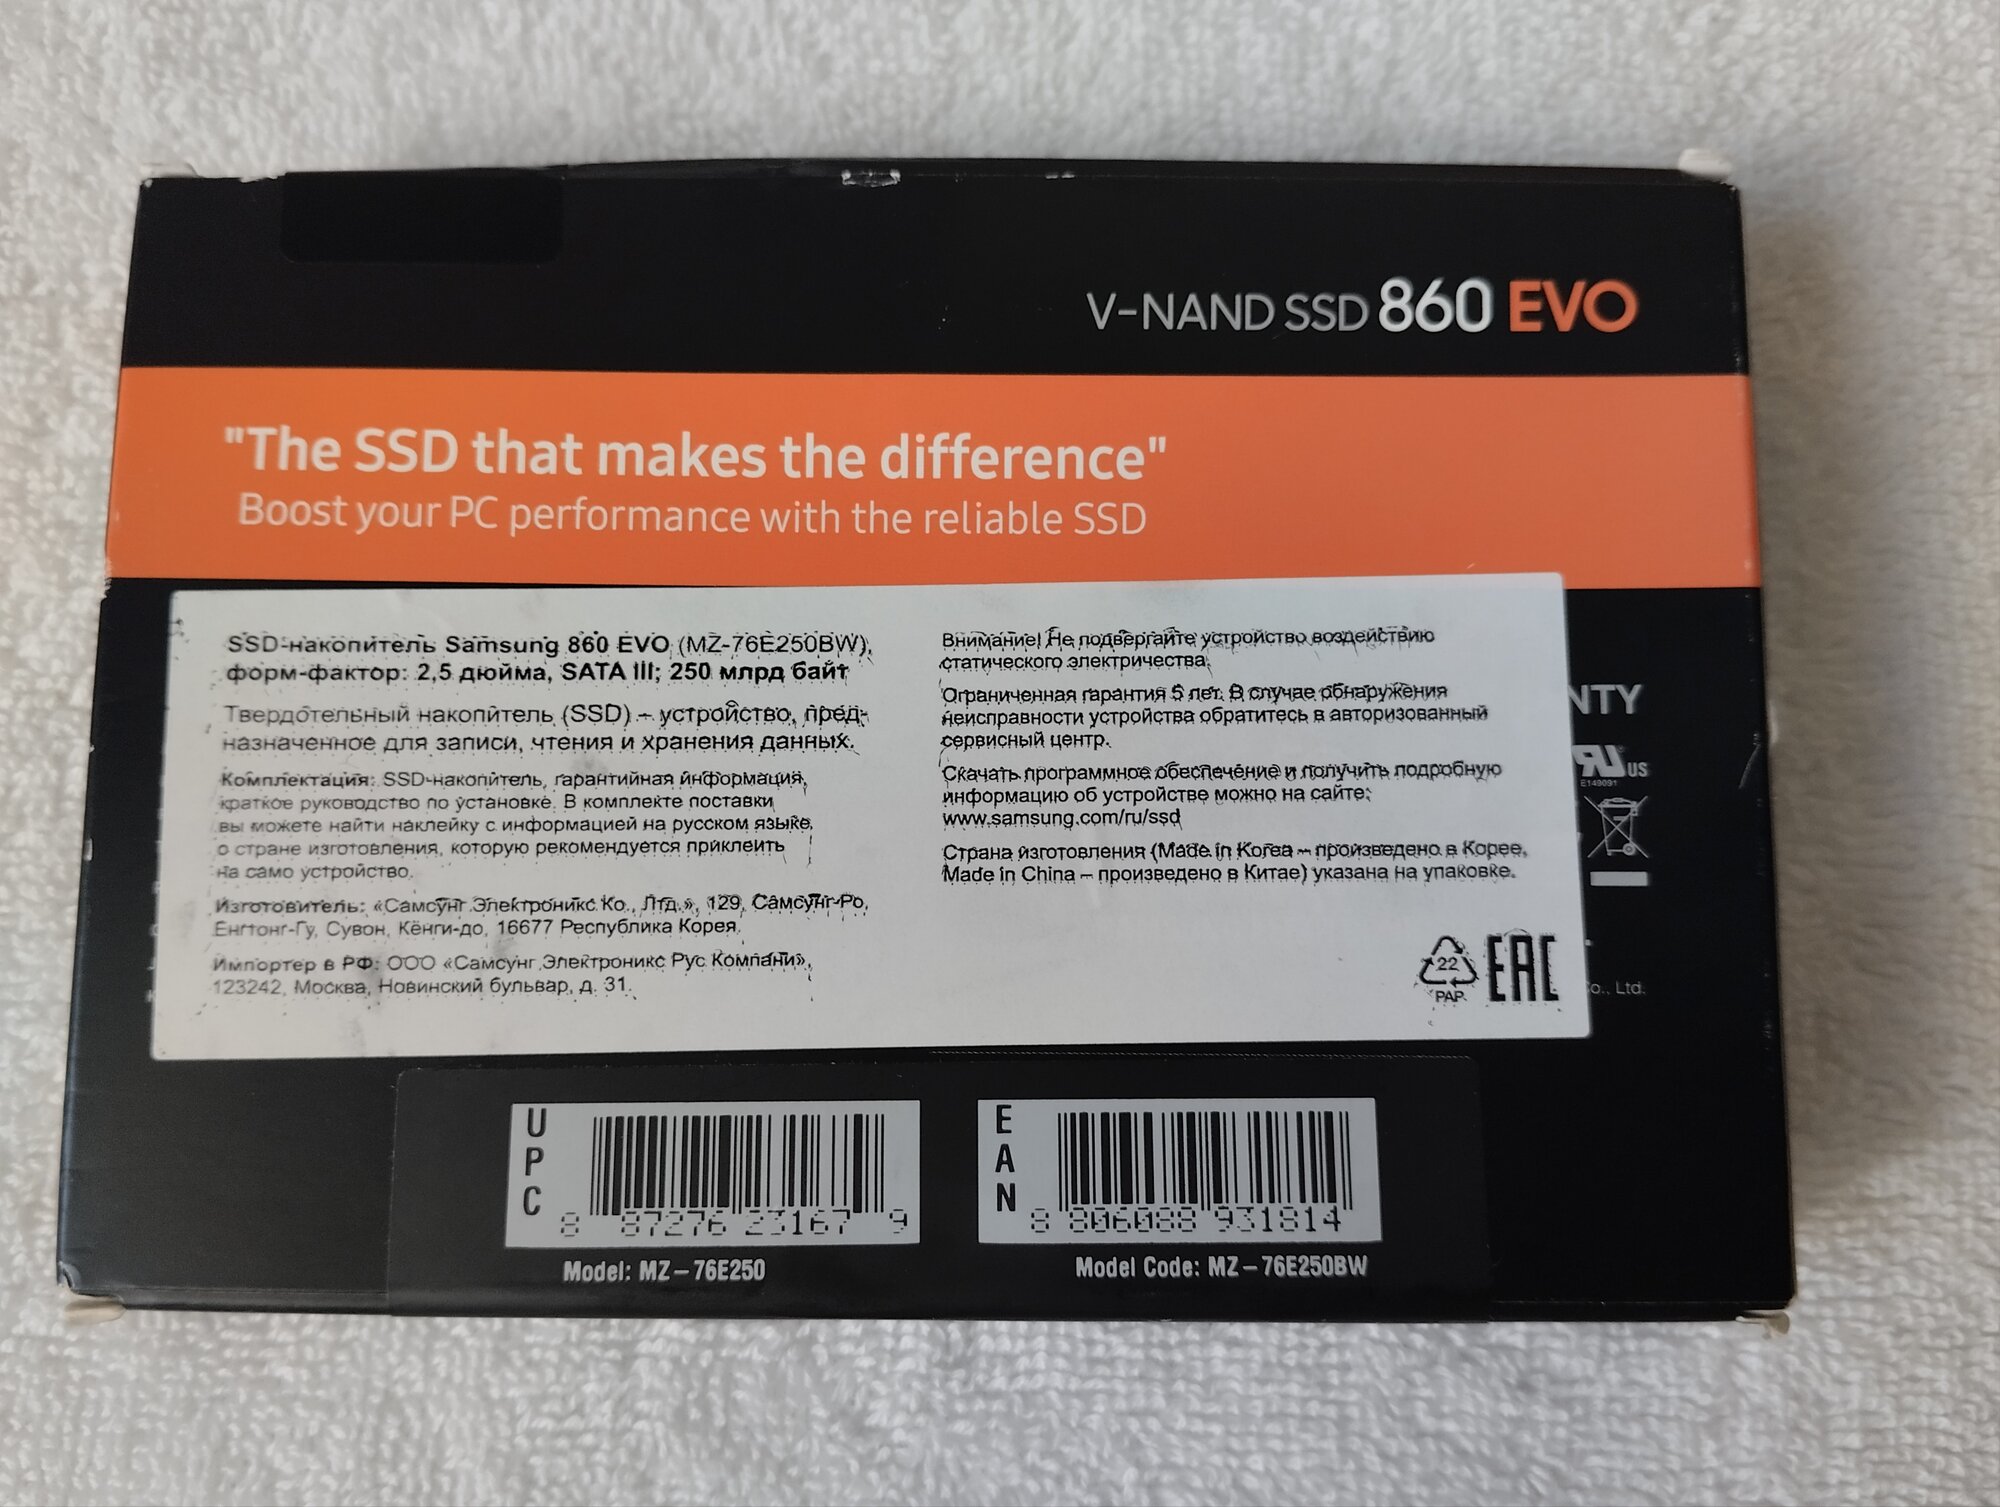 V-NAND SSD 860 EVO
"The SSD that makes the difference"
Boost your PC performance with the reliable SSD
SSD-накопитель Samsung 860 EVO (MZ-76E250BW),
форм-фактор: 2,5 дюйма, SATA III; 250 млрд байт
Твердотельный накопитель (SSD) – устройство, пред-
назначенное для записи, чтения и хранения данных.
Комплектация: SSD-накопитель, гарантийная информация,
краткое руководство по установке. В комплекте поставки
вы можете найти наклейку с информацией на русском языке,
о стране изготовления, которую рекомендуется приклеить
на само устройство.
Изготовитель: «Самсунг Электроникс Ко., Лтд.», 129, Самсунг-Ро,
Енгтонг-Гу, Сувон, Кёнги-до, 16677 Республика Корея.
Импортер в РФ: ООО «Самсунг Электроникс Рус Компани»,
123242, Москва, Новинский бульвар, д. 31.
Внимание! Не подвергайте устройство воздействию
статического электричества.
Ограниченная гарантия 5 лет. В случае обнаружения
неисправности устройства обратитесь в авторизованный
сервисный центр.
Скачать программное обеспечение и получить подробную
информацию об устройстве можно на сайте:
www.samsung.com/ru/ssd
Страна изготовления (Made in Korea – произведено в Корее,
Made in China – произведено в Китае) указана на упаковке.
22
PAP
EAC
NTY
RU US
E149091
Co., Ltd.
UPC
8 87276 23167 9
Model: MZ-76E250
EAN
8 806088 931814
Model Code: MZ-76E250BW